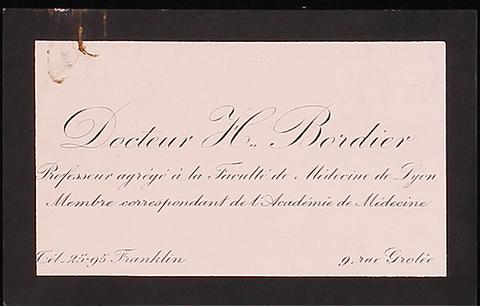 Docteur H. Bordier
Professeur agrégé à la Faculté de Médecine de Lyon
Membre correspondant de l'Académie de Médecine
Tél. 25-95 Franklin
9, rue Grolée